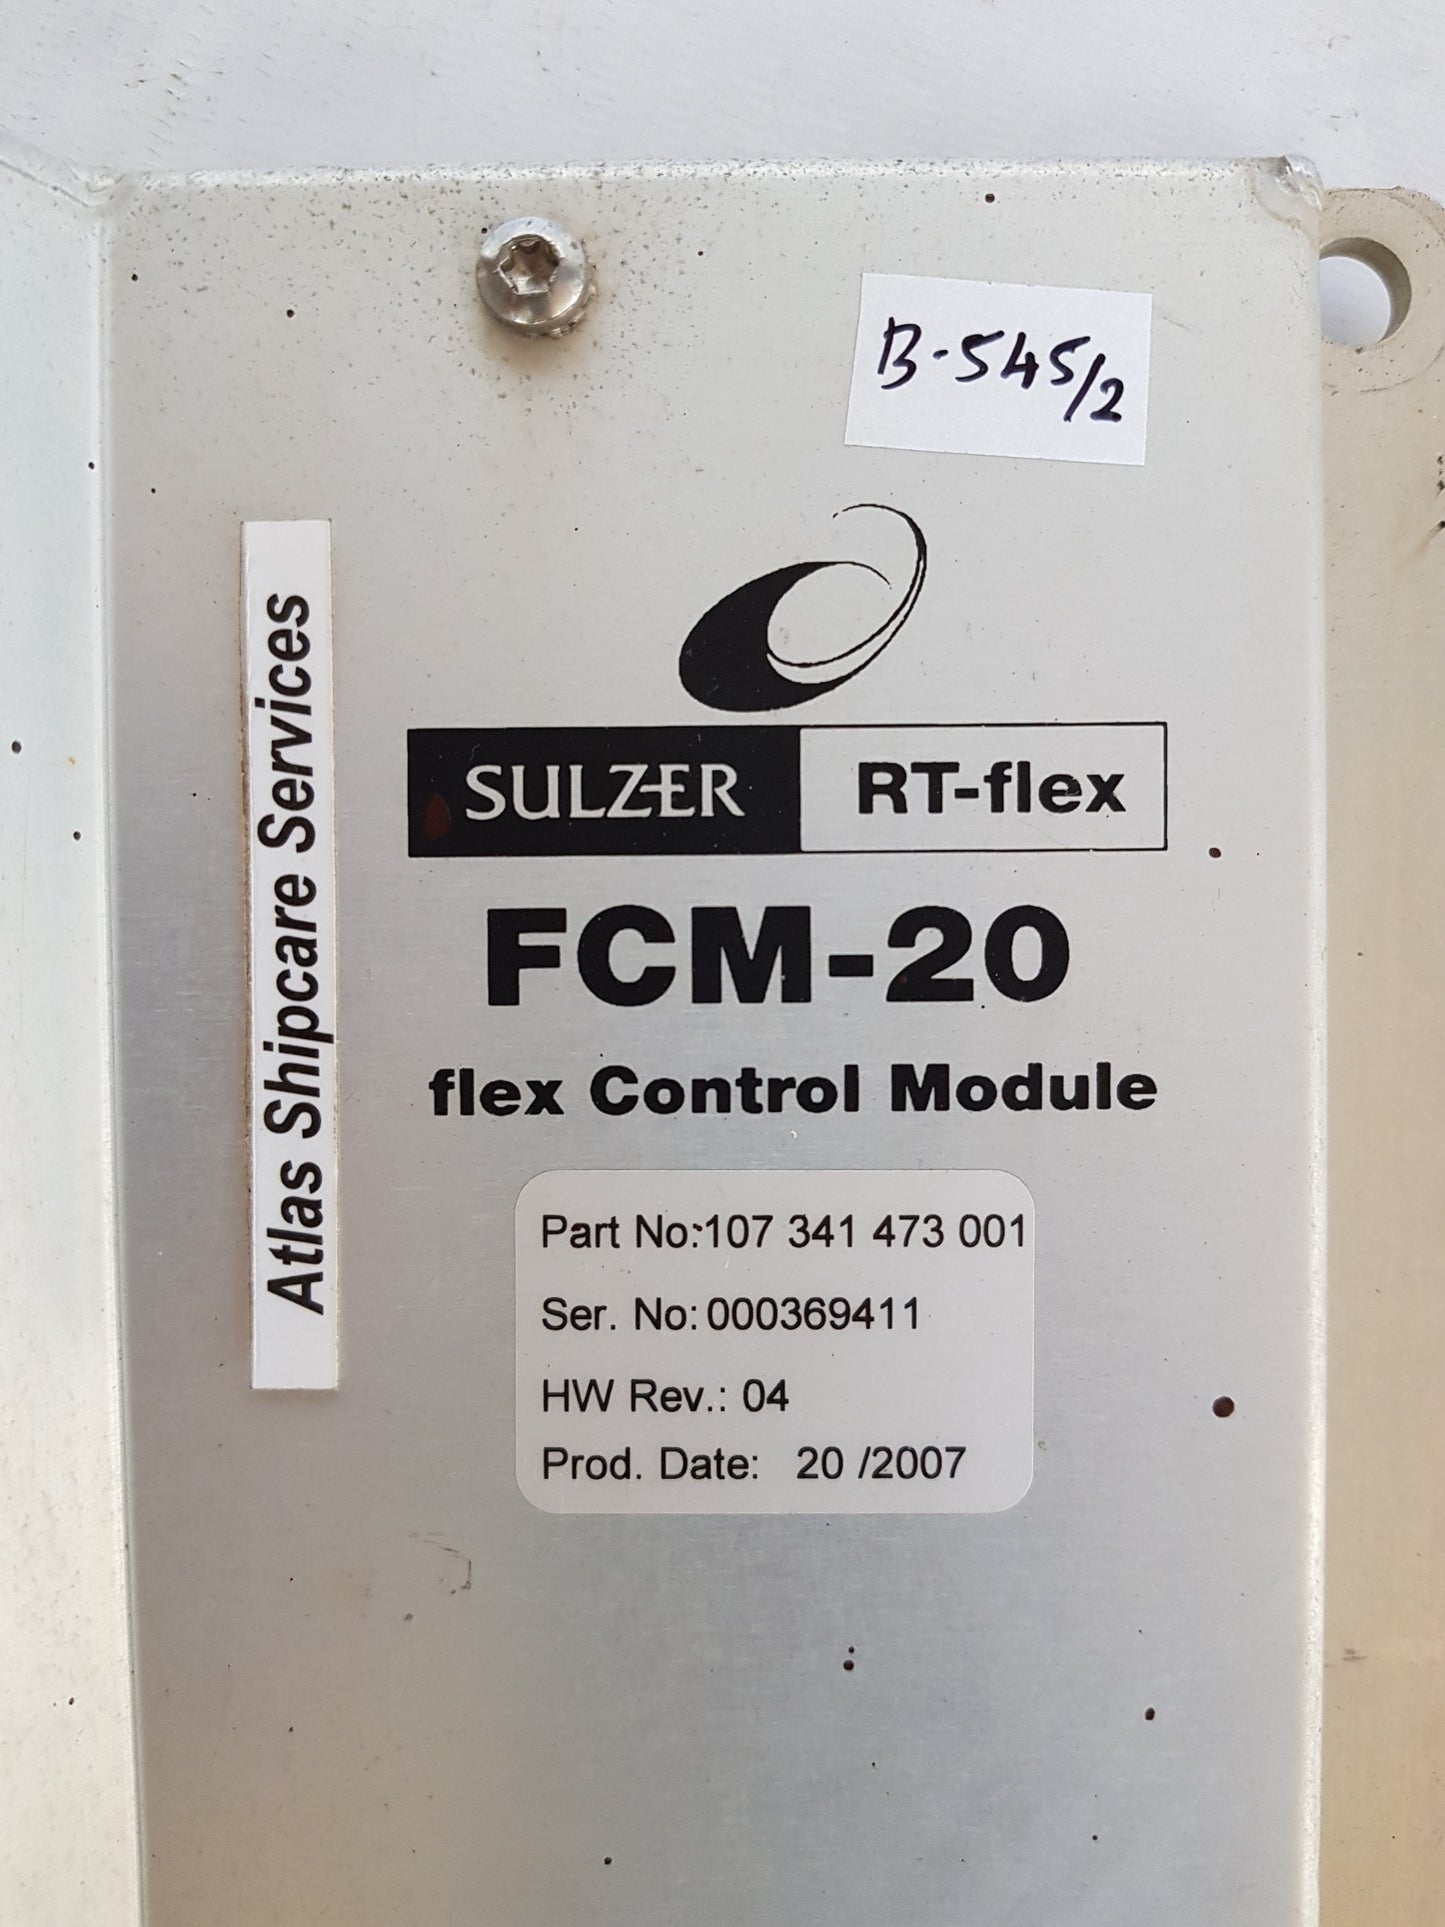 B-545/2
Atlas Shipcare Services
SULZER RT-flex
FCM-20
flex Control Module
Part No:107 341 473 001
Ser. No: 000369411
HW Rev.: 04
Prod. Date: 20 /2007